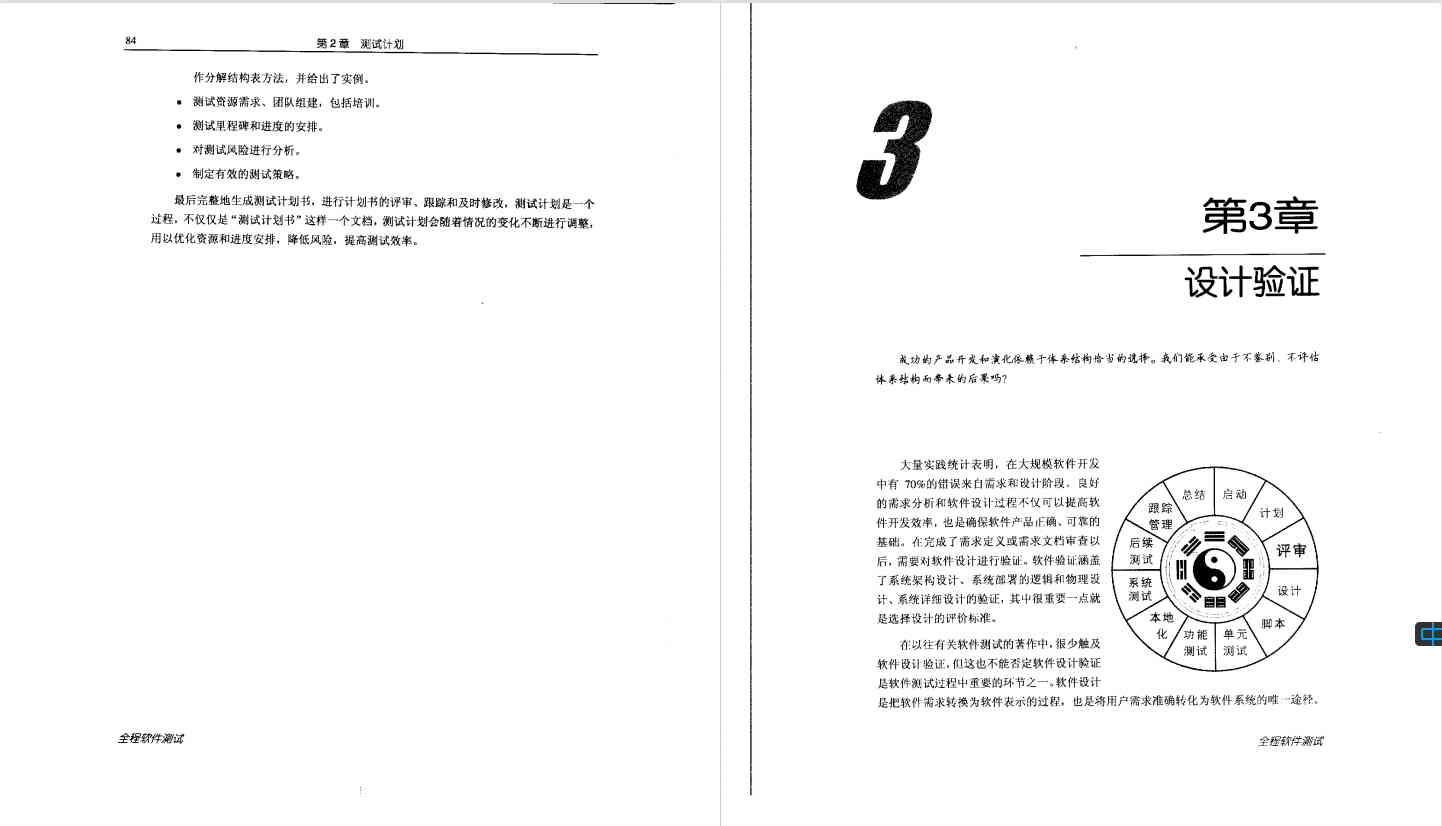 84
第2章 测试计划
作分解结构表方法，并给出了实例。
● 测试资源需求、团队组建，包括培训。
● 测试里程碑和进度的安排。
● 对测试风险进行分析。
● 制定有效的测试策略。
最后完整地生成测试计划书，进行计划书的评审、跟踪和及时修改，测试计划是一个
过程，不仅仅是“测试计划书”这样一个文档，测试计划会随着情况的变化不断进行调整，
用以优化资源和进度安排，降低风险，提高测试效率。
全程软件测试
3
第3章
设计验证
成功的产品开发和演化依赖于体系结构恰当的选择。我们能承受由于不鉴别、不评估
体系结构而带来的后果吗？
大量实践统计表明，在大规模软件开发
中有 70%的错误来自需求和设计阶段。良好
的需求分析和软件设计过程不仅可以提高软
件开发效率，也是确保软件产品正确、可靠的
基础。在完成了需求定义或需求文档审查以
后，需要对软件设计进行验证。软件验证涵盖
了系统架构设计、系统部署的逻辑和物理设
计、系统详细设计的验证，其中很重要一点就
是选择设计的评价标准。
在以往有关软件测试的著作中，很少触及
软件设计验证，但这也不能否定软件设计验证
是软件测试过程中重要的环节之一。软件设计
是把软件需求转换为软件表示的过程，也是将用户需求准确转化为软件系统的唯一途径。
总结
启动
计划
评审
设计
脚本
单元
测试
功能
测试
本地
化
系统
测试
后续
测试
跟踪
管理
全程软件测试
中